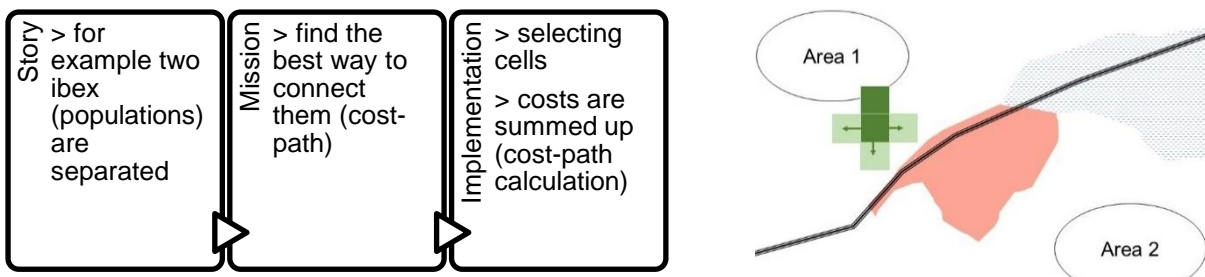 Story
> for
example two
ibex
(populations)
are
separated
Mission
> find the
best way to
connect
them (cost-
path)
Implementation
> selecting
cells
> costs are
summed up
(cost-path
calculation)
Area 1
Area 2